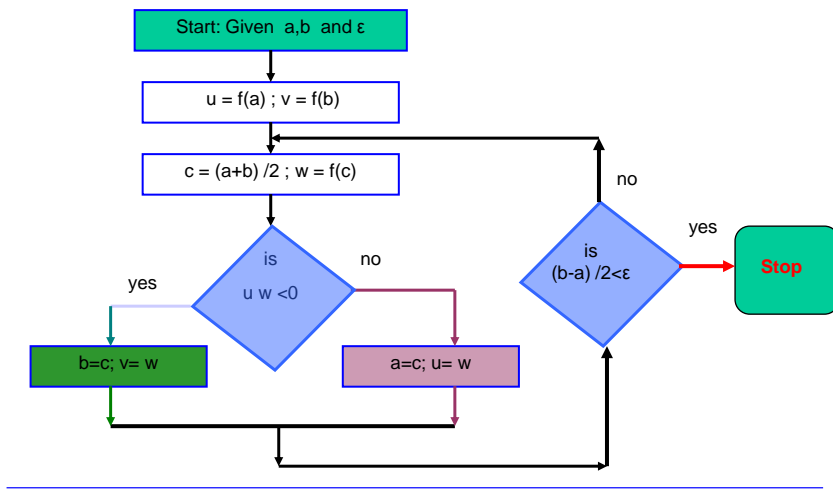 Start: Given a,b and ε
u = f(a) ; v = f(b)
c = (a+b) /2 ; w = f(c)
is
u w <0
yes
no
b=c; v= w
a=c; u= w
is
(b-a) /2<ε
no
yes
Stop